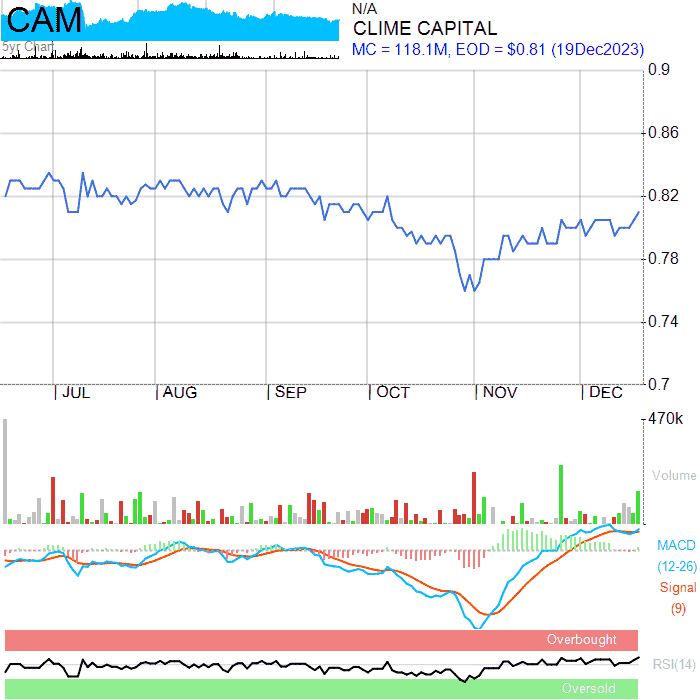 CAM
5yr Chart
N/A
CLIME CAPITAL
MC = 118.1M, EOD = $0.81 (19Dec2023)
0.9
0.86
0.82
0.78
0.74
0.7
JUL AUG SEP OCT NOV DEC
470k
Volume
MACD
(12-26)
Signal
(9)
Overbought
RSI(14)
Oversold